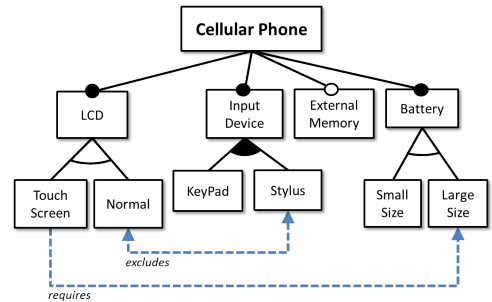 Cellular Phone
LCD
Input
Device
External
Memory
Battery
Touch
Screen
Normal
KeyPad
Stylus
Small
Size
Large
Size
excludes
requires